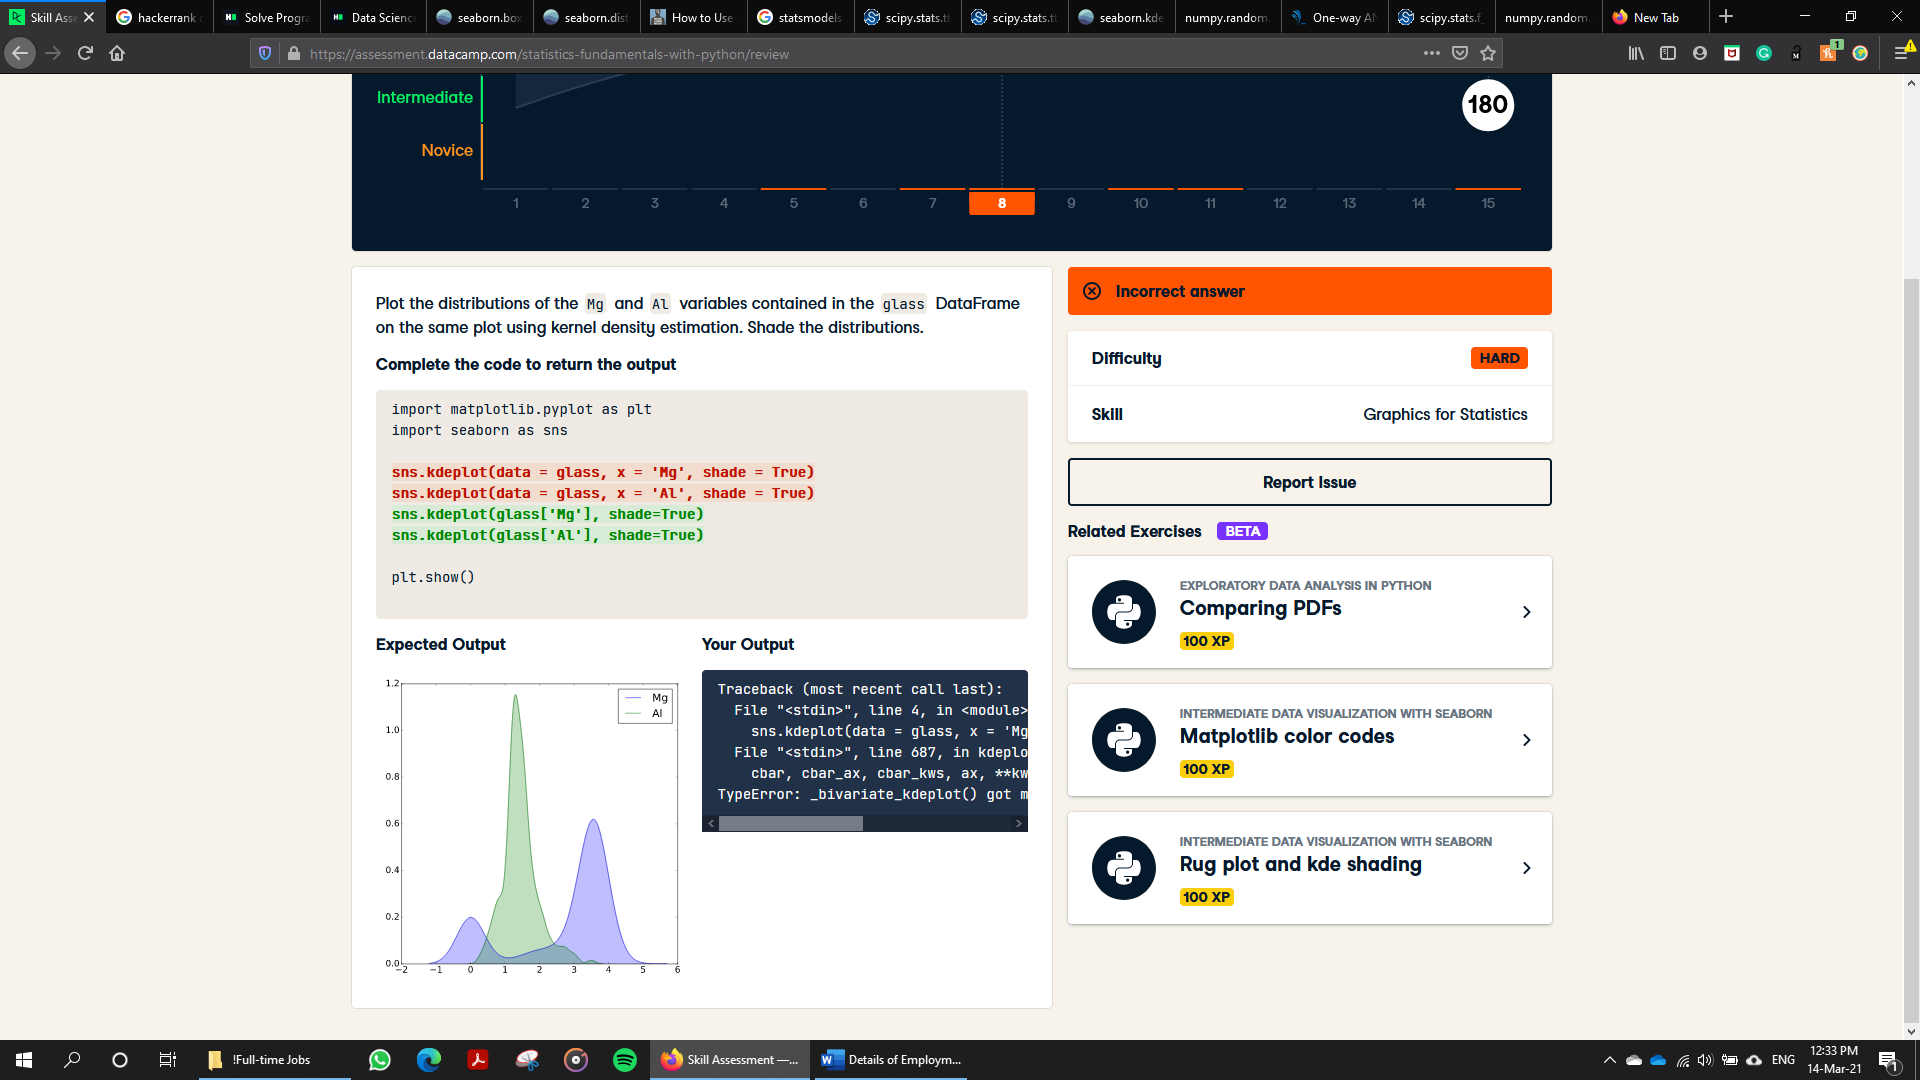 Skill Asse
hackerrank
Solve Progra
Data Science
seaborn.box
seaborn.dist
How to Use
statsmodels
scipy.stats.t
scipy.stats.t
seaborn.kde
numpy.random.
One-way AN
scipy.stats.f_
numpy.random.
New Tab
https://assessment.datacamp.com/statistics-fundamentals-with-python/review
Intermediate
Novice
180
1 2 3 4 5 6 7 8 9 10 11 12 13 14 15
Plot the distributions of the Mg and Al variables contained in the glass DataFrame
on the same plot using kernel density estimation. Shade the distributions.
Complete the code to return the output
import matplotlib.pyplot as plt
import seaborn as sns
sns.kdeplot(data = glass, x = 'Mg', shade = True)
sns.kdeplot(data = glass, x = 'Al', shade = True)
sns.kdeplot(glass['Mg'], shade=True)
sns.kdeplot(glass['Al'], shade=True)
plt.show()
Expected Output
1.2
1.0
0.8
0.6
0.4
0.2
0.0
-2 -1 0 1 2 3 4 5 6
Mg
Al
Your Output
Traceback (most recent call last):
File "<stdin>", line 4, in <module>
sns.kdeplot(data = glass, x = 'Mg
File "<stdin>", line 687, in kdeplo
cbar, cbar_ax, cbar_kws, ax, **kw
TypeError: _bivariate_kdeplot() got m
Incorrect answer
Difficulty
HARD
Skill
Graphics for Statistics
Report Issue
Related Exercises BETA
EXPLORATORY DATA ANALYSIS IN PYTHON
Comparing PDFs
100 XP
INTERMEDIATE DATA VISUALIZATION WITH SEABORN
Matplotlib color codes
100 XP
INTERMEDIATE DATA VISUALIZATION WITH SEABORN
Rug plot and kde shading
100 XP
!Full-time Jobs
Skill Assessment —...
Details of Employm...
ENG
12:33 PM
14-Mar-21
1